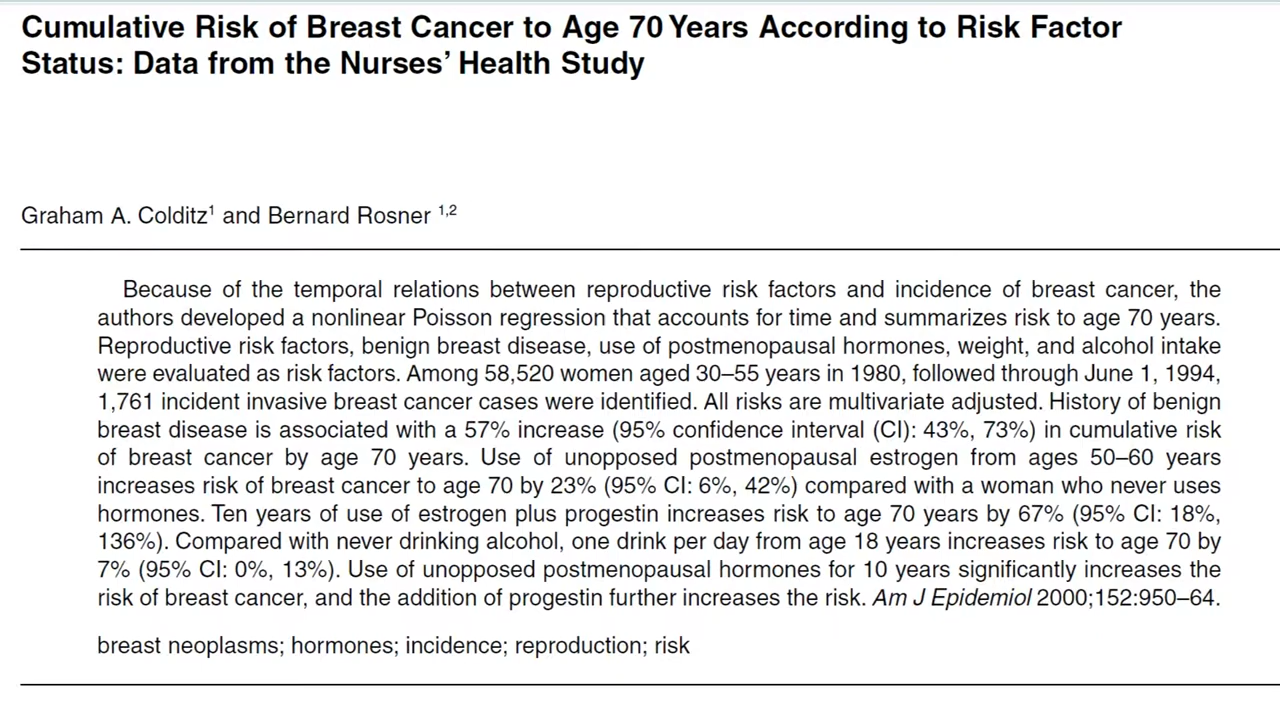 Cumulative Risk of Breast Cancer to Age 70 Years According to Risk Factor
Status: Data from the Nurses’ Health Study
Graham A. Colditz¹ and Bernard Rosner ¹,²
Because of the temporal relations between reproductive risk factors and incidence of breast cancer, the
authors developed a nonlinear Poisson regression that accounts for time and summarizes risk to age 70 years.
Reproductive risk factors, benign breast disease, use of postmenopausal hormones, weight, and alcohol intake
were evaluated as risk factors. Among 58,520 women aged 30–55 years in 1980, followed through June 1, 1994,
1,761 incident invasive breast cancer cases were identified. All risks are multivariate adjusted. History of benign
breast disease is associated with a 57% increase (95% confidence interval (CI): 43%, 73%) in cumulative risk
of breast cancer by age 70 years. Use of unopposed postmenopausal estrogen from ages 50–60 years
increases risk of breast cancer to age 70 by 23% (95% CI: 6%, 42%) compared with a woman who never uses
hormones. Ten years of use of estrogen plus progestin increases risk to age 70 years by 67% (95% CI: 18%,
136%). Compared with never drinking alcohol, one drink per day from age 18 years increases risk to age 70 by
7% (95% CI: 0%, 13%). Use of unopposed postmenopausal hormones for 10 years significantly increases the
risk of breast cancer, and the addition of progestin further increases the risk. Am J Epidemiol 2000;152:950–64.
breast neoplasms; hormones; incidence; reproduction; risk